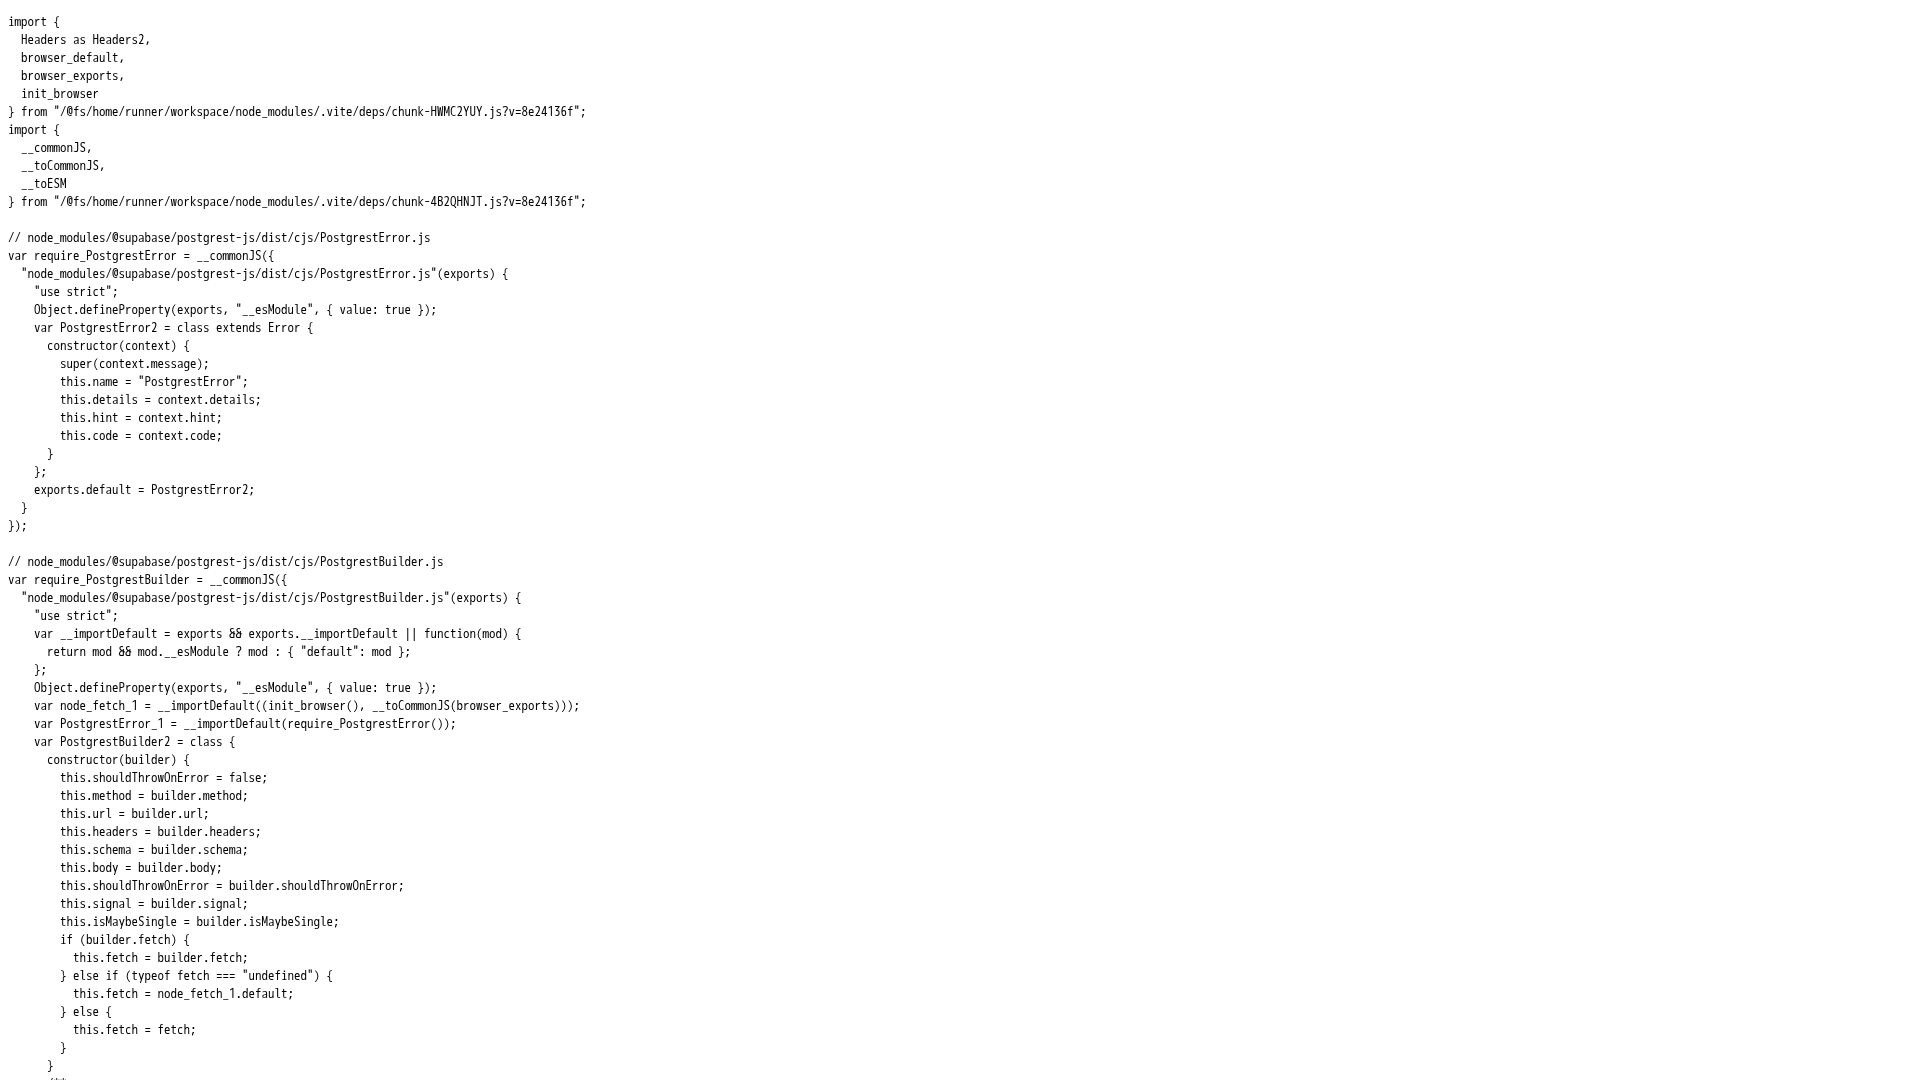 import {
  Headers as Headers2,
  browser_default,
  browser_exports,
  init_browser
} from "/@fs/home/runner/workspace/node_modules/.vite/deps/chunk-HWMC2YUY.js?v=8e24136f";
import {
  __commonJS,
  __toCommonJS,
  __toESM
} from "/@fs/home/runner/workspace/node_modules/.vite/deps/chunk-4B2QHNJT.js?v=8e24136f";

// node_modules/@supabase/postgrest-js/dist/cjs/PostgrestError.js
var require_PostgrestError = __commonJS({
  "node_modules/@supabase/postgrest-js/dist/cjs/PostgrestError.js"(exports) {
    "use strict";
    Object.defineProperty(exports, "__esModule", { value: true });
    var PostgrestError2 = class extends Error {
      constructor(context) {
        super(context.message);
        this.name = "PostgrestError";
        this.details = context.details;
        this.hint = context.hint;
        this.code = context.code;
      }
    };
    exports.default = PostgrestError2;
  }
});

// node_modules/@supabase/postgrest-js/dist/cjs/PostgrestBuilder.js
var require_PostgrestBuilder = __commonJS({
  "node_modules/@supabase/postgrest-js/dist/cjs/PostgrestBuilder.js"(exports) {
    "use strict";
    var __importDefault = exports && exports.__importDefault || function(mod) {
      return mod && mod.__esModule ? mod : { "default": mod };
    };
    Object.defineProperty(exports, "__esModule", { value: true });
    var node_fetch_1 = __importDefault((init_browser(), __toCommonJS(browser_exports)));
    var PostgrestError_1 = __importDefault(require_PostgrestError());
    var PostgrestBuilder2 = class {
      constructor(builder) {
        this.shouldThrowOnError = false;
        this.method = builder.method;
        this.url = builder.url;
        this.headers = builder.headers;
        this.schema = builder.schema;
        this.body = builder.body;
        this.shouldThrowOnError = builder.shouldThrowOnError;
        this.signal = builder.signal;
        this.isMaybeSingle = builder.isMaybeSingle;
        if (builder.fetch) {
          this.fetch = builder.fetch;
        } else if (typeof fetch === "undefined") {
          this.fetch = node_fetch_1.default;
        } else {
          this.fetch = fetch;
        }
      }